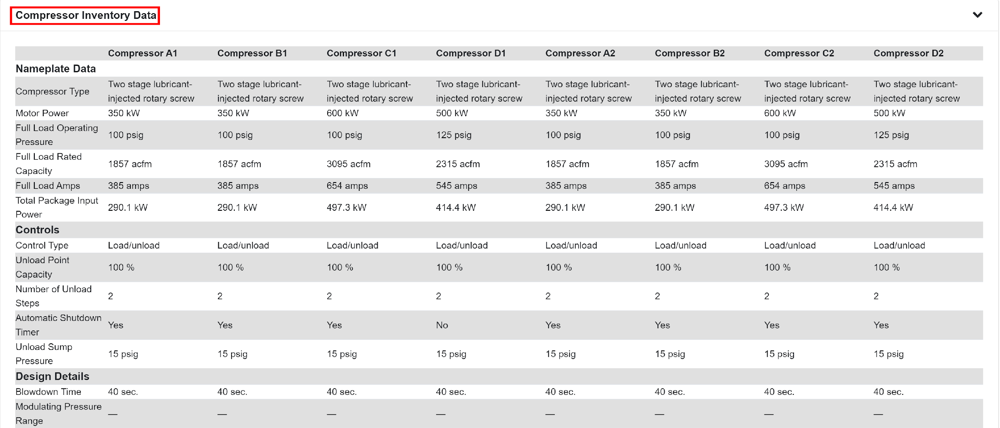 Compressor Inventory Data
Compressor A1 Compressor B1 Compressor C1 Compressor D1 Compressor A2 Compressor B2 Compressor C2 Compressor D2
Nameplate Data
Compressor Type Two stage lubricant-injected rotary screw Two stage lubricant-injected rotary screw Two stage lubricant-injected rotary screw Two stage lubricant-injected rotary screw Two stage lubricant-injected rotary screw Two stage lubricant-injected rotary screw Two stage lubricant-injected rotary screw Two stage lubricant-injected rotary screw
Motor Power 350 kW 350 kW 600 kW 500 kW 350 kW 350 kW 600 kW 500 kW
Full Load Operating Pressure 100 psig 100 psig 100 psig 125 psig 100 psig 100 psig 100 psig 125 psig
Full Load Rated Capacity 1857 acfm 1857 acfm 3095 acfm 2315 acfm 1857 acfm 1857 acfm 3095 acfm 2315 acfm
Full Load Amps 385 amps 385 amps 654 amps 545 amps 385 amps 385 amps 654 amps 545 amps
Total Package Input Power 290.1 kW 290.1 kW 497.3 kW 414.4 kW 290.1 kW 290.1 kW 497.3 kW 414.4 kW
Controls
Control Type Load/unload Load/unload Load/unload Load/unload Load/unload Load/unload Load/unload Load/unload
Unload Point Capacity 100 % 100 % 100 % 100 % 100 % 100 % 100 % 100 %
Number of Unload Steps 2 2 2 2 2 2 2 2
Automatic Shutdown Timer Yes Yes Yes No Yes Yes Yes Yes
Unload Sump Pressure 15 psig 15 psig 15 psig 15 psig 15 psig 15 psig 15 psig 15 psig
Design Details
Blowdown Time 40 sec. 40 sec. 40 sec. 40 sec. 40 sec. 40 sec. 40 sec. 40 sec.
Modulating Pressure Range — — — — — — — —